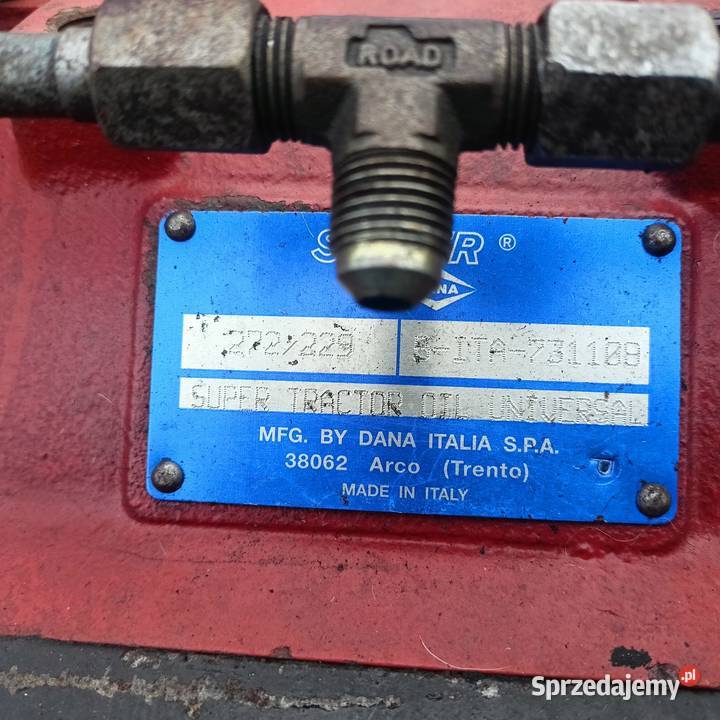 ROAD
®
272/229 S-ITA-731109
SUPER TRACTOR OIL UNIVERSAL
MFG. BY DANA ITALIA S.P.A.
38062 Arco (Trento)
MADE IN ITALY
Sprzedajemy.pl